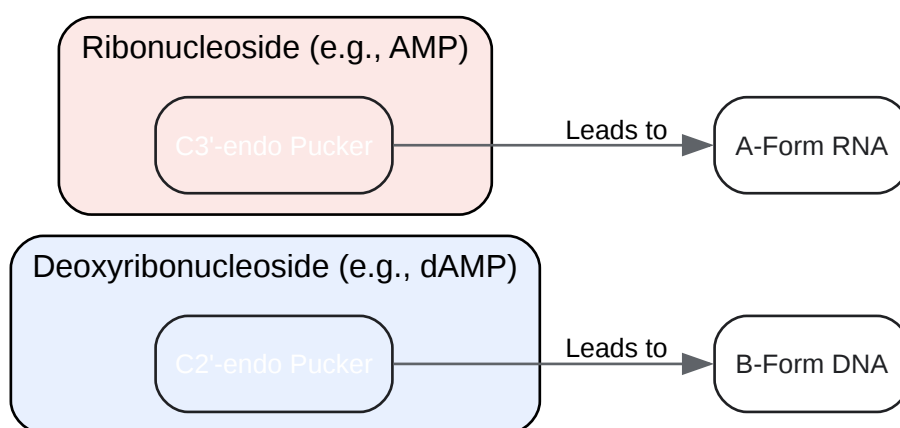 Ribonucleoside (e.g., AMP)
C3'-endo Pucker
Leads to
A-Form RNA
Deoxyribonucleoside (e.g., dAMP)
C2'-endo Pucker
Leads to
B-Form DNA